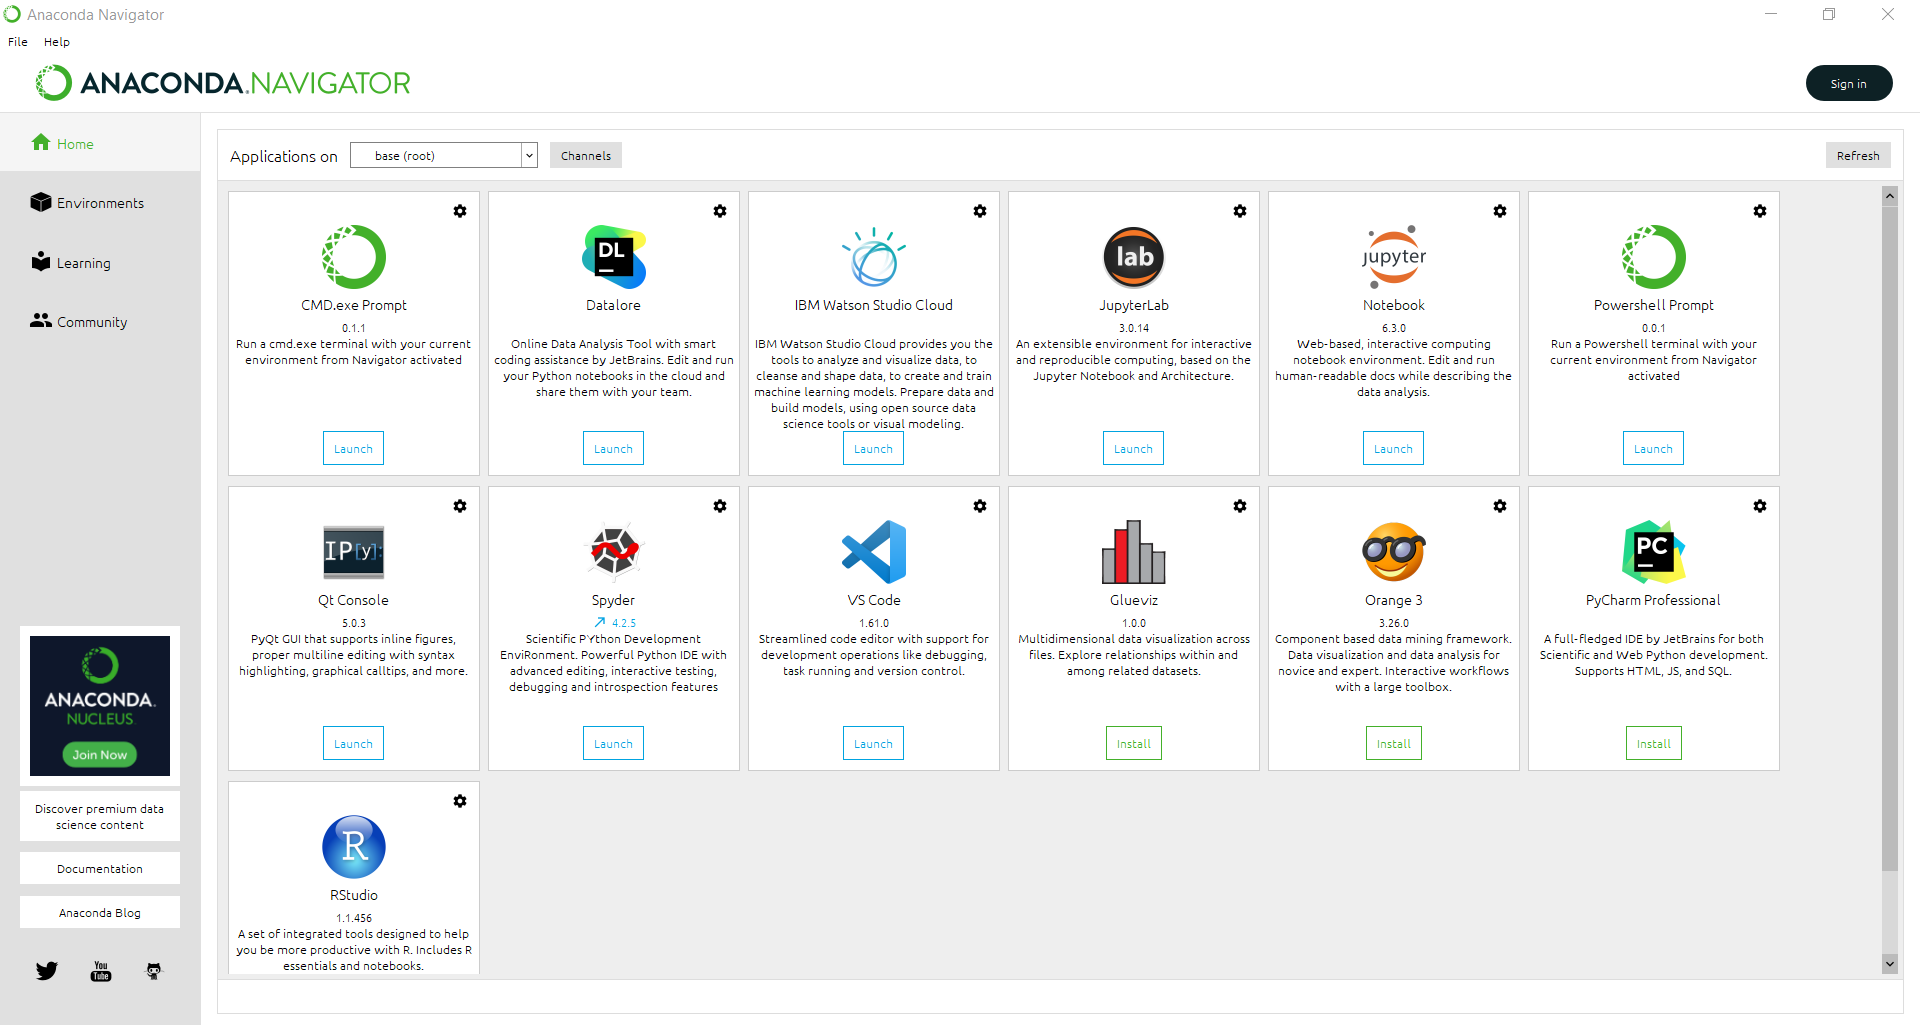 Anaconda Navigator
File Help
ANACONDA.NAVIGATOR
Sign in
Home
Environments
Learning
Community
ANACONDA.
NUCLEUS
Join Now
Discover premium data
science content
Documentation
Anaconda Blog
You
Tube
Applications on base (root) Channels Refresh
CMD.exe Prompt
0.1.1
Run a cmd.exe terminal with your current
environment from Navigator activated
Launch
DL
Datalore
Online Data Analysis Tool with smart
coding assistance by JetBrains. Edit and run
your Python notebooks in the cloud and
share them with your team.
Launch
IBM Watson Studio Cloud
IBM Watson Studio Cloud provides you the
tools to analyze and visualize data, to
cleanse and shape data, to create and train
machine learning models. Prepare data and
build models, using open source data
science tools or visual modeling.
Launch
lab
JupyterLab
3.0.14
An extensible environment for interactive
and reproducible computing, based on the
Jupyter Notebook and Architecture.
Launch
jupyter
Notebook
6.3.0
Web-based, interactive computing
notebook environment. Edit and run
human-readable docs while describing the
data analysis.
Launch
Powershell Prompt
0.0.1
Run a Powershell terminal with your
current environment from Navigator
activated
Launch
IP[y]:
Qt Console
5.0.3
PyQt GUI that supports inline figures,
proper multiline editing with syntax
highlighting, graphical calltips, and more.
Launch
Spyder
4.2.5
Scientific PYthon Development
EnviRonment. Powerful Python IDE with
advanced editing, interactive testing,
debugging and introspection features
Launch
VS Code
1.61.0
Streamlined code editor with support for
development operations like debugging,
task running and version control.
Launch
Glueviz
1.0.0
Multidimensional data visualization across
files. Explore relationships within and
among related datasets.
Install
Orange 3
3.26.0
Component based data mining framework.
Data visualization and data analysis for
novice and expert. Interactive workflows
with a large toolbox.
Install
PC
PyCharm Professional
A full-fledged IDE by JetBrains for both
Scientific and Web Python development.
Supports HTML, JS, and SQL.
Install
R
RStudio
1.1.456
A set of integrated tools designed to help
you be more productive with R. Includes R
essentials and notebooks.